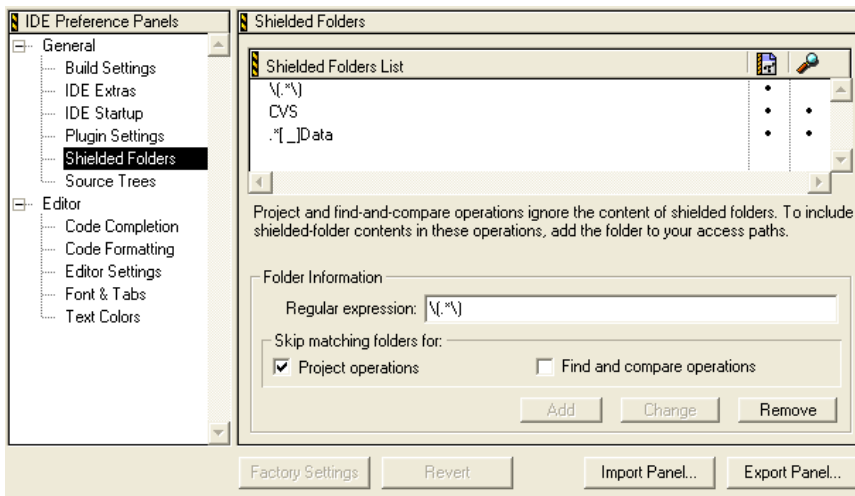 IDE Preference Panels
General
Build Settings
IDE Extras
IDE Startup
Plugin Settings
Shielded Folders
Source Trees
Editor
Code Completion
Code Formatting
Editor Settings
Font & Tabs
Text Colors
Shielded Folders
Shielded Folders List
\(.*\)
CVS
.*[ _]Data
Project and find-and-compare operations ignore the content of shielded folders. To include
shielded-folder contents in these operations, add the folder to your access paths.
Folder Information
Regular expression: \(.*\)
Skip matching folders for:
Project operations Find and compare operations
Add Change Remove
Factory Settings Revert Import Panel... Export Panel...